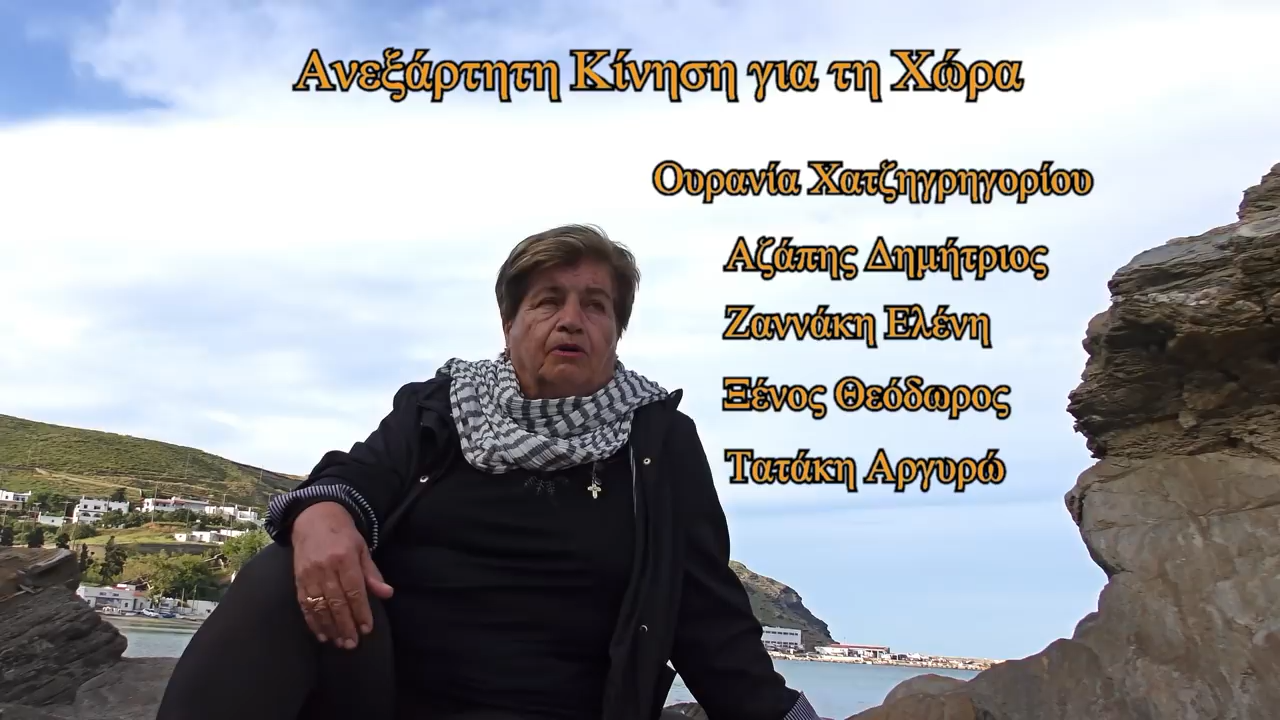 Ανεξάρτητη Κίνηση για τη Χώρα
Ουρανία Χατζηγρηγορίου
Αζάπης Δημήτριος
Ζαννάκη Ελένη
Ξένος Θεόδωρος
Τατάκη Αργυρώ